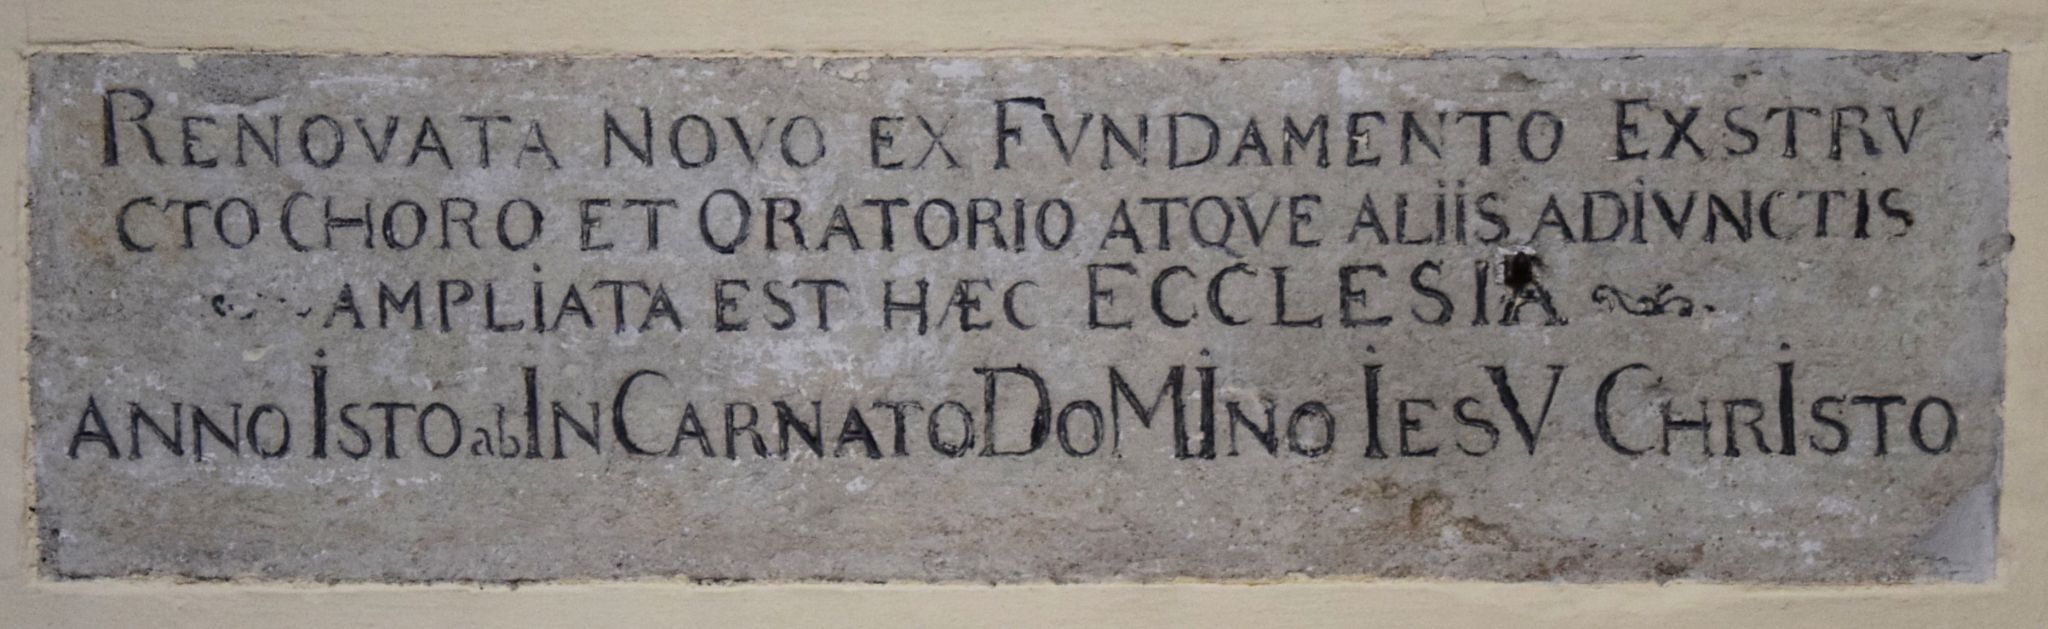 RENOVATA NOVO EX FVNDAMENTO EXSTRV
CTO CHORO ET ORATORIO ATQVE ALiiS ADiVNCTiS
AMPLiATA EST HÆC ECCLESIA
ANNO ISTO ab INCARNATO DOMINO IESV CHRISTO